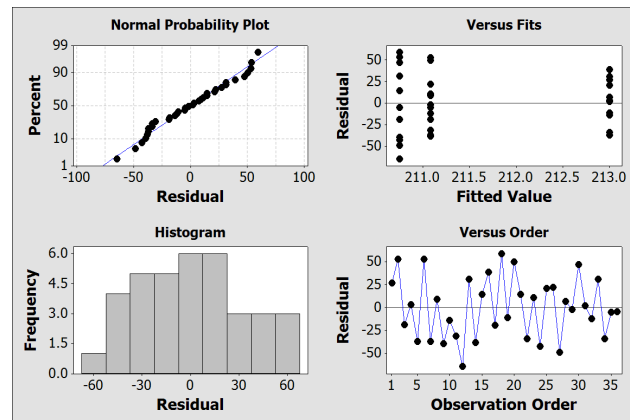 Normal Probability Plot
99
90
50
10
1
Percent
-100 -50 0 50 100
Residual
Versus Fits
50
25
0
-25
-50
Residual
211.0 211.5 212.0 212.5 213.0
Fitted Value
Histogram
6.0
4.5
3.0
1.5
0.0
Frequency
-60 -30 0 30 60
Residual
Versus Order
50
25
0
-25
-50
Residual
1 5 10 15 20 25 30 35
Observation Order